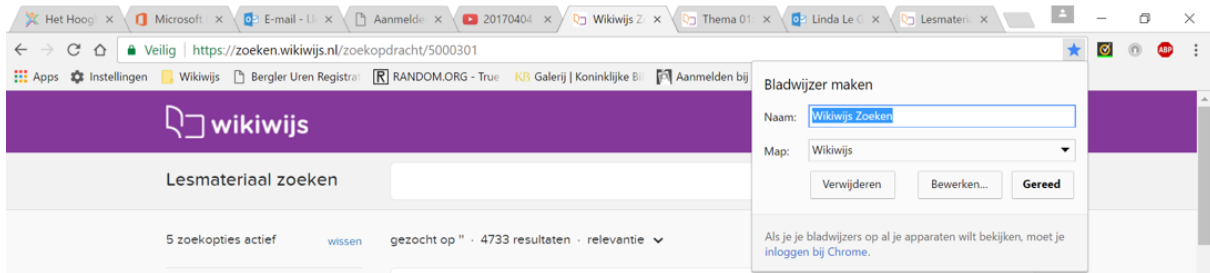 Het Hoog Microsoft E-mail - Aanmelde 20170404 Wikiwijs Z Thema 01: Linda Le Lesmateri
Veilig https://zoeken.wikiwijs.nl/zoekopdracht/5000301 ABP
Apps Instellingen Wikiwijs Bergler Uren Registrat RANDOM.ORG - True KB Galerij | Koninklijke Bi Aanmelden bij
Bladwijzer maken
Naam: Wikiwijs Zoeken
wikiwijs
Map: Wikiwijs
Lesmateriaal zoeken
Verwijderen Bewerken... Gereed
5 zoekopties actief wissen gezocht op '' · 4733 resultaten · relevantie
Als je je bladwijzers op al je apparaten wilt bekijken, moet je
inloggen bij Chrome.